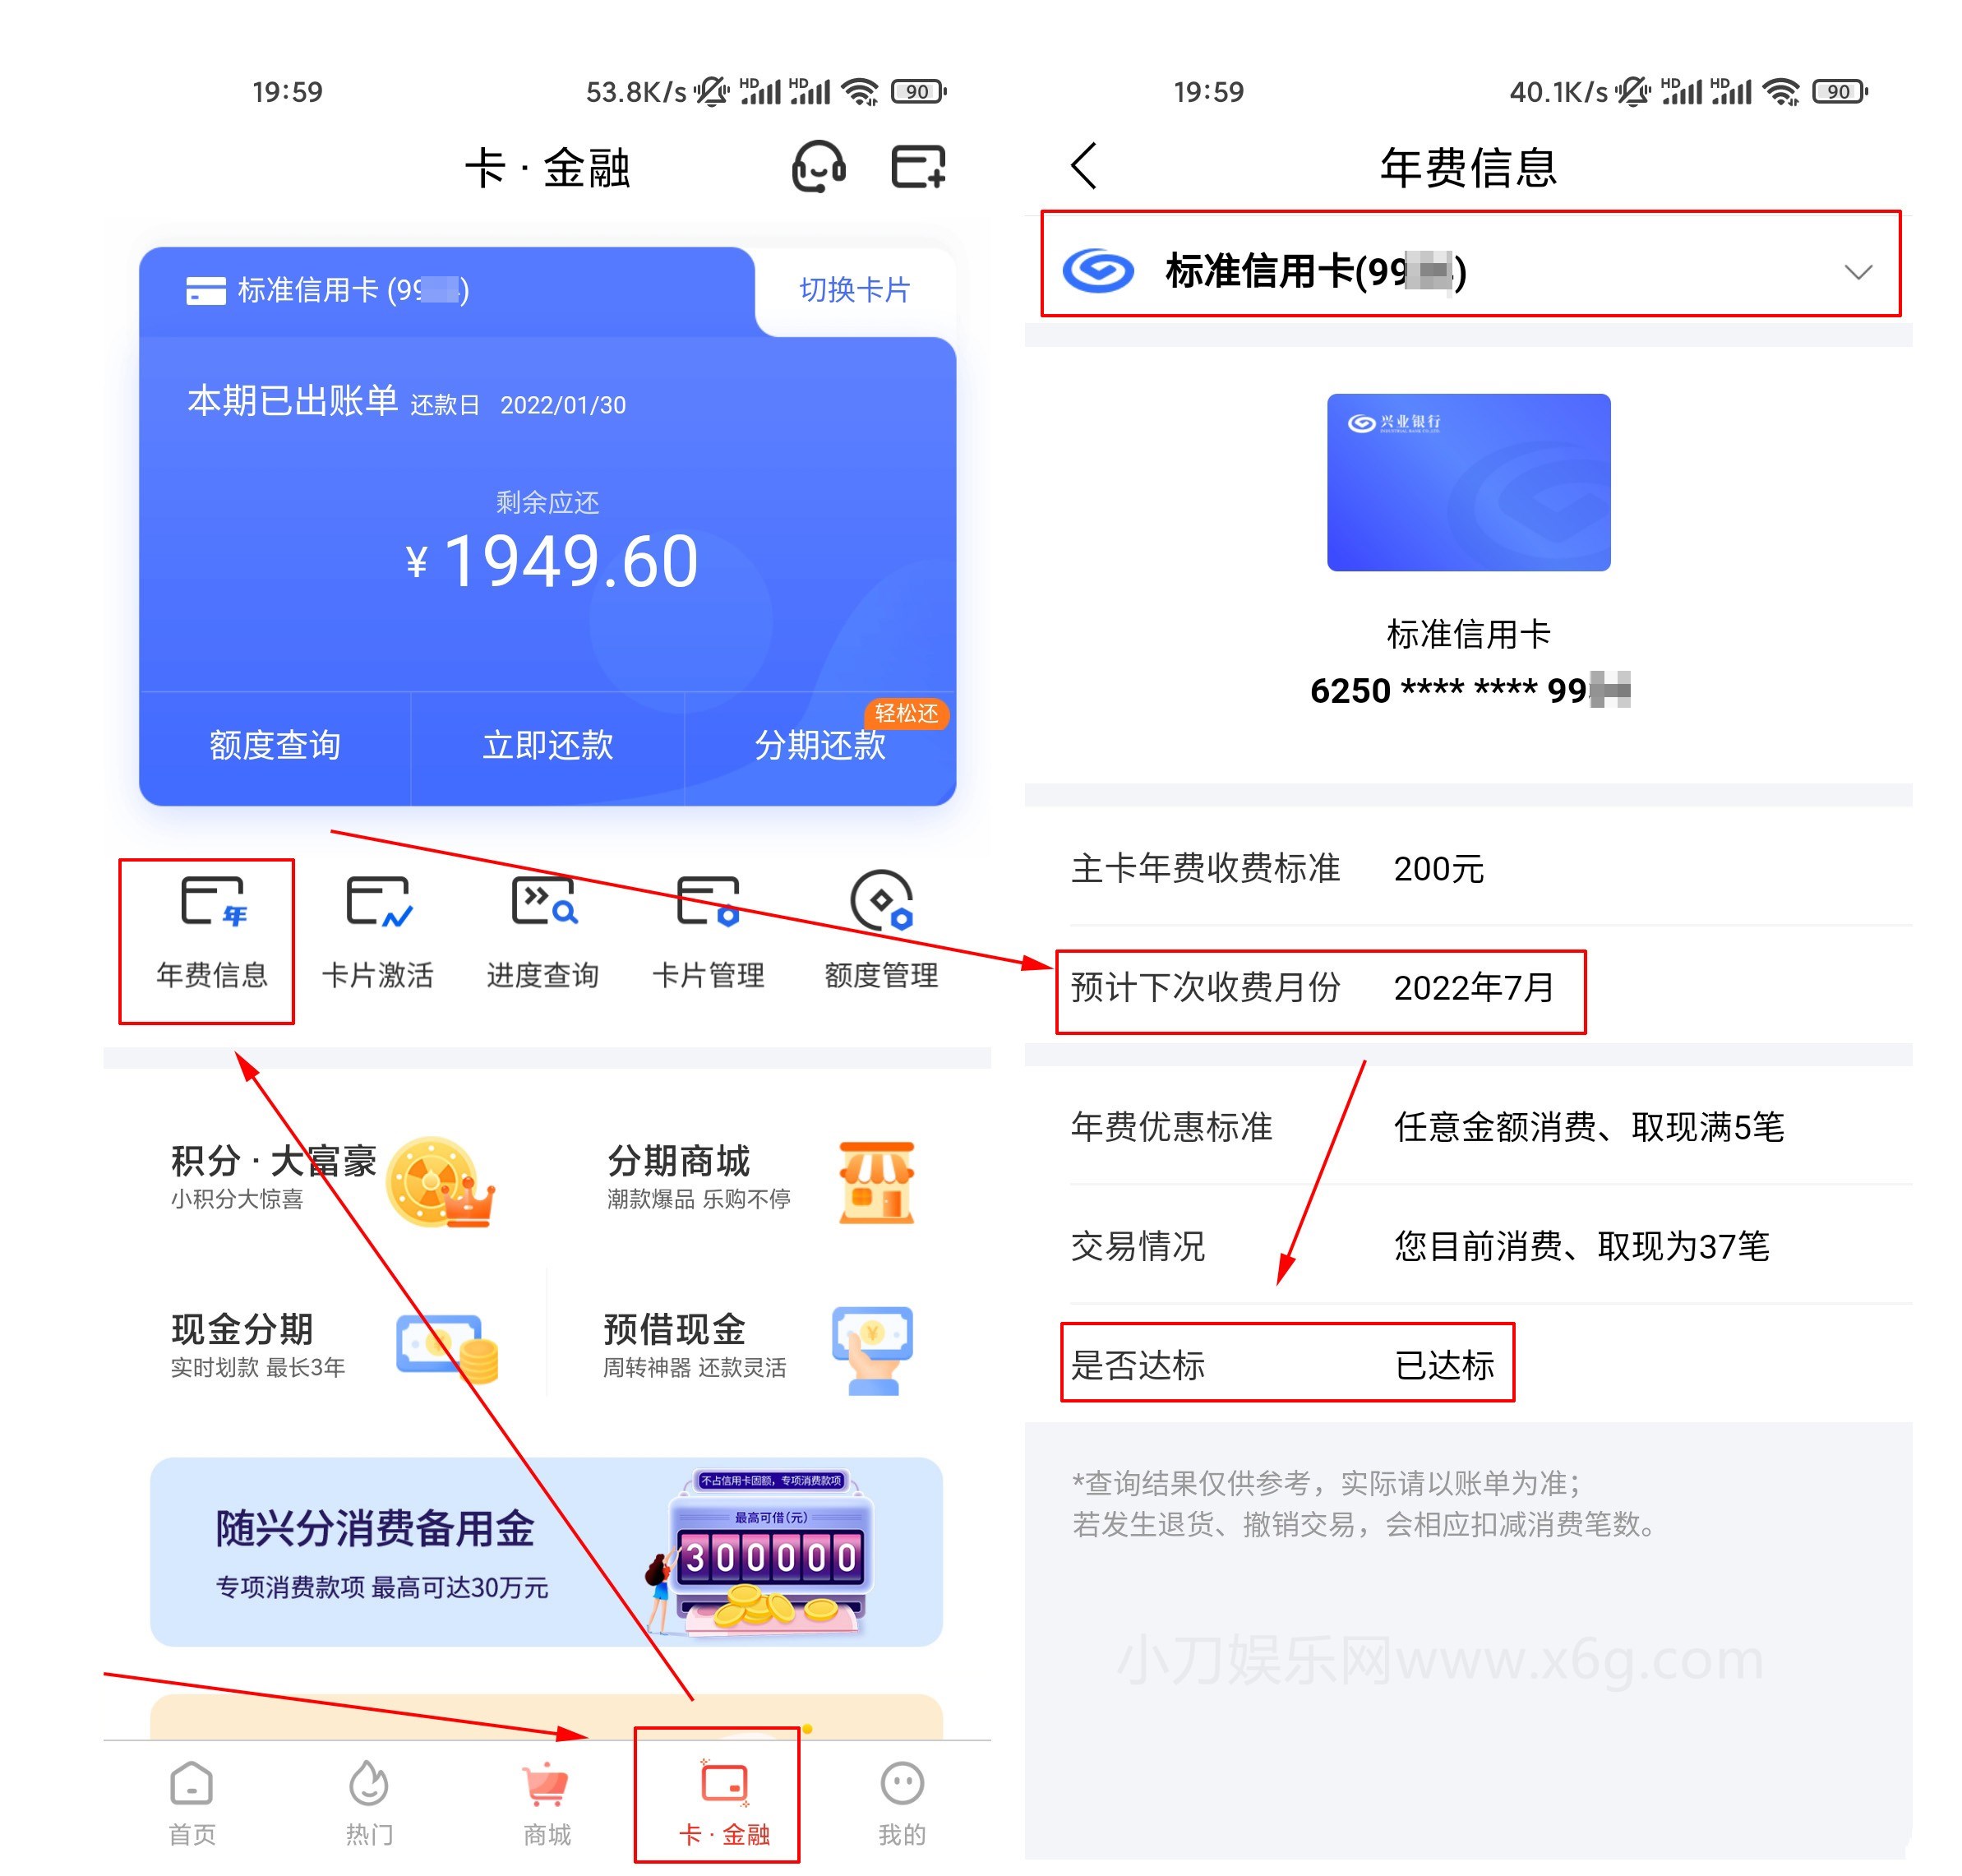 19:59
53.8K/s HD HD 90
卡 · 金融
标准信用卡 (99 )
切换卡片
本期已出账单 还款日 2022/01/30
剩余应还
¥ 1949.60
轻松还
额度查询 立即还款 分期还款
年
年费信息 卡片激活 进度查询 卡片管理 额度管理
积分 · 大富豪
小积分大惊喜
分期商城
潮款爆品 乐购不停
现金分期
实时划款 最长3年
预借现金
周转神器 还款灵活
随兴分消费备用金
专项消费款项 最高可达30万元
不占信用卡固额，专项消费款项
最高可借(元)
300000
首页 热门 商城 卡 · 金融 我的
19:59
40.1K/s HD HD 90
年费信息
标准信用卡(99 )
兴业银行
INDUSTRIAL BANK CO.,LTD.
标准信用卡
6250 **** **** 99
主卡年费收费标准 200元
预计下次收费月份 2022年7月
年费优惠标准 任意金额消费、取现满5笔
交易情况 您目前消费、取现为37笔
是否达标 已达标
*查询结果仅供参考，实际请以账单为准；
若发生退货、撤销交易，会相应扣减消费笔数。
小刀娱乐网www.x6g.com